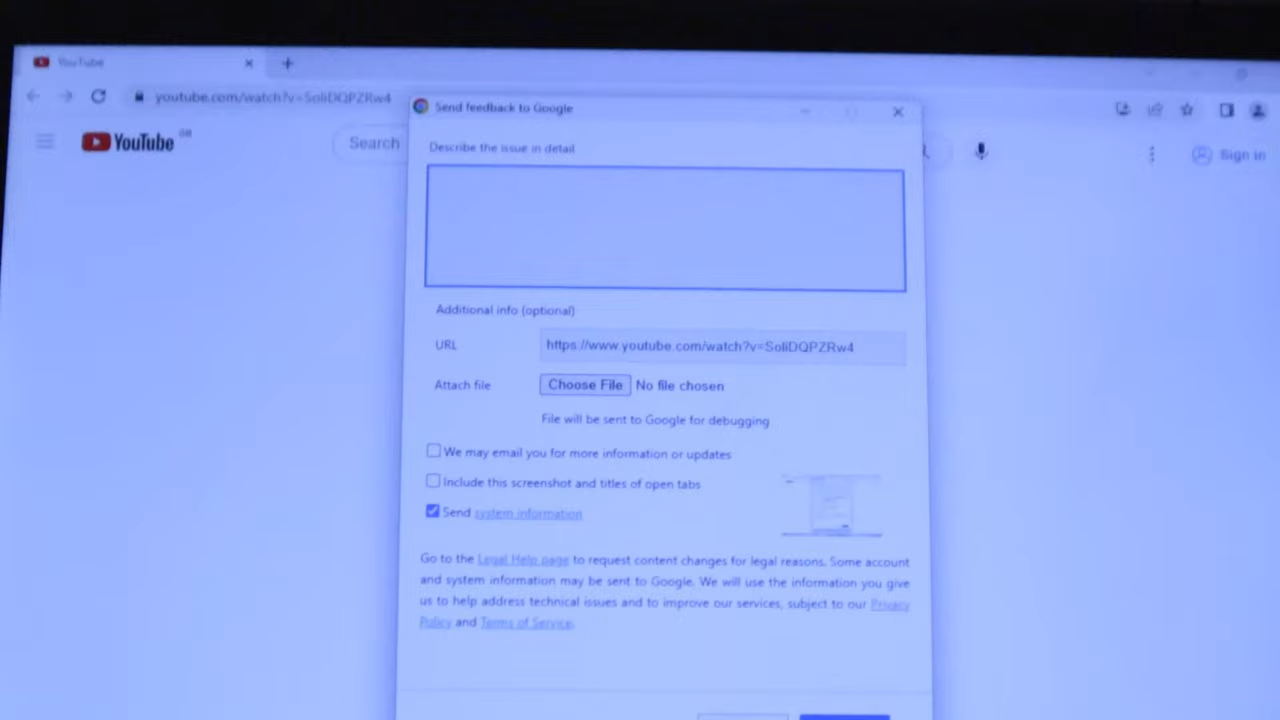 YouTube
youtube.com/watch?v=SoliDQPZRw4
Send feedback to Google
YouTube GB
Search
Sign in
Describe the issue in detail
Additional info (optional)
URL
https://www.youtube.com/watch?v=SoliDQPZRw4
Attach file
Choose File No file chosen
File will be sent to Google for debugging
We may email you for more information or updates
Include this screenshot and titles of open tabs
Send system information
Go to the Legal Help page to request content changes for legal reasons. Some account
and system information may be sent to Google. We will use the information you give
us to help address technical issues and to improve our services, subject to our Privacy
Policy and Terms of Service.